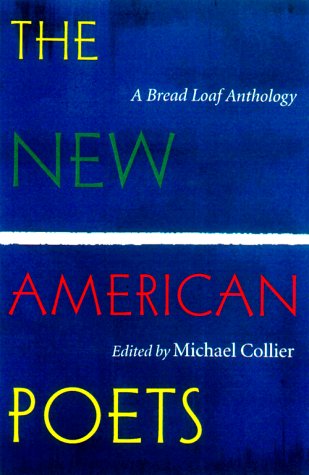 THE
A Bread Loaf Anthology
NEW
AMERICAN
Edited by Michael Collier
POETS